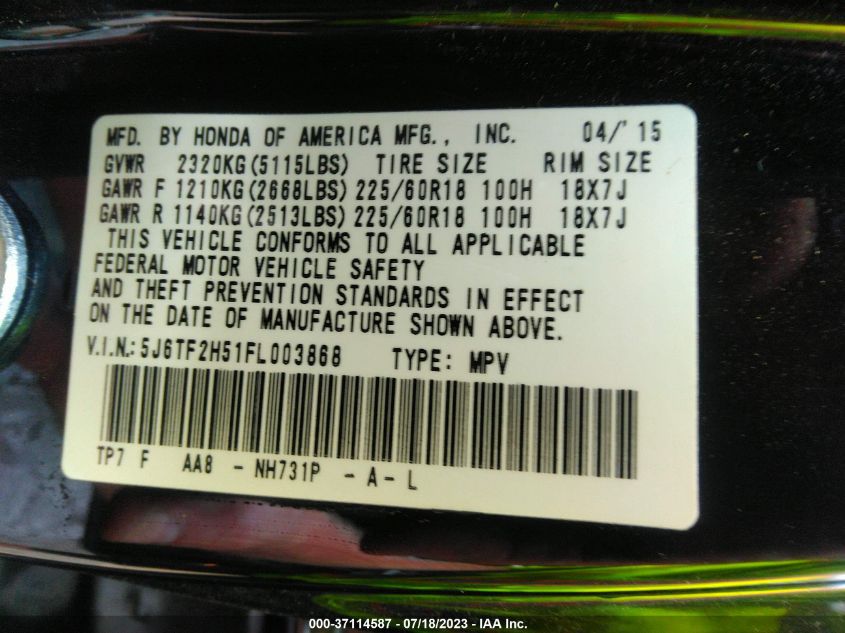 MFD. BY HONDA OF AMERICA MFG., INC. 04/'15
GVWR 2320KG(5115LBS) TIRE SIZE RIM SIZE
GAWR F 1210KG(2668LBS) 225/60R18 100H 18X7J
GAWR R 1140KG(2513LBS) 225/60R18 100H 18X7J
THIS VEHICLE CONFORMS TO ALL APPLICABLE
FEDERAL MOTOR VEHICLE SAFETY
AND THEFT PREVENTION STANDARDS IN EFFECT
ON THE DATE OF MANUFACTURE SHOWN ABOVE.
V.I.N.: 5J6TF2H51FL003868 TYPE: MPV
TP7 F AA8 - NH731P - A - L
000-37114587 - 07/18/2023 - IAA Inc.